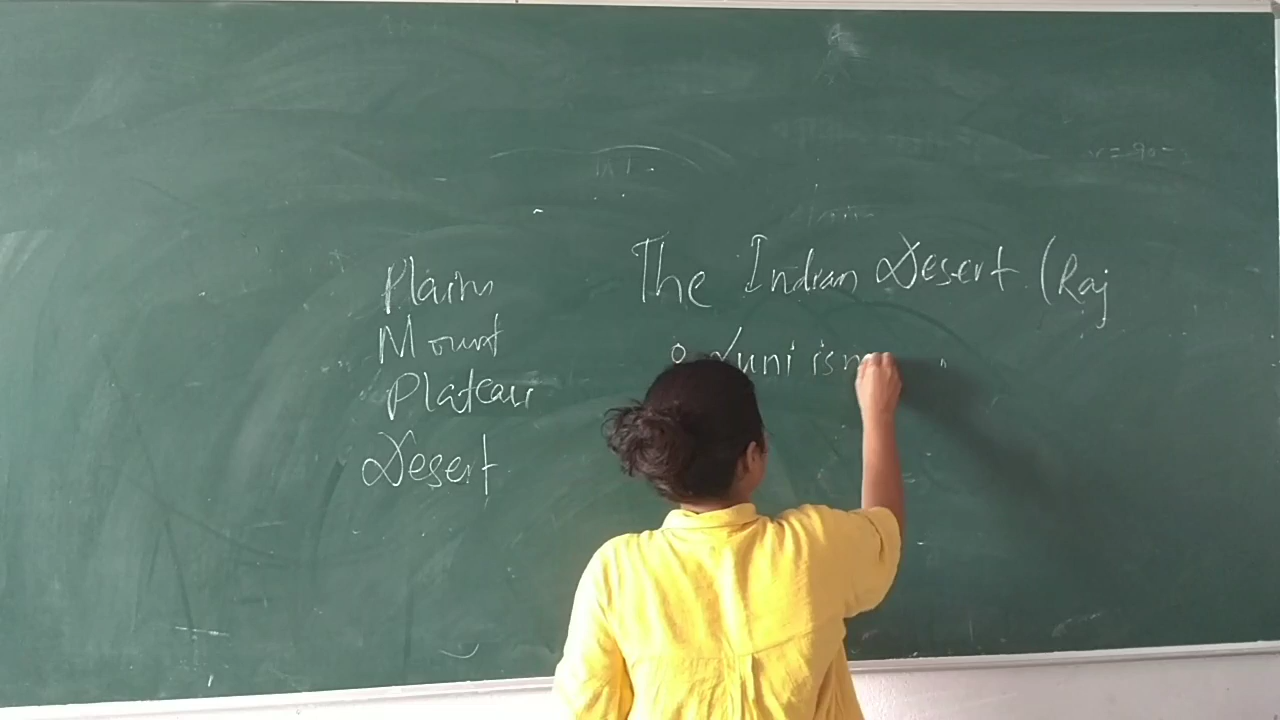 Plains
Mount
Plateau
Desert
The Indian Desert (Raj
Luni is